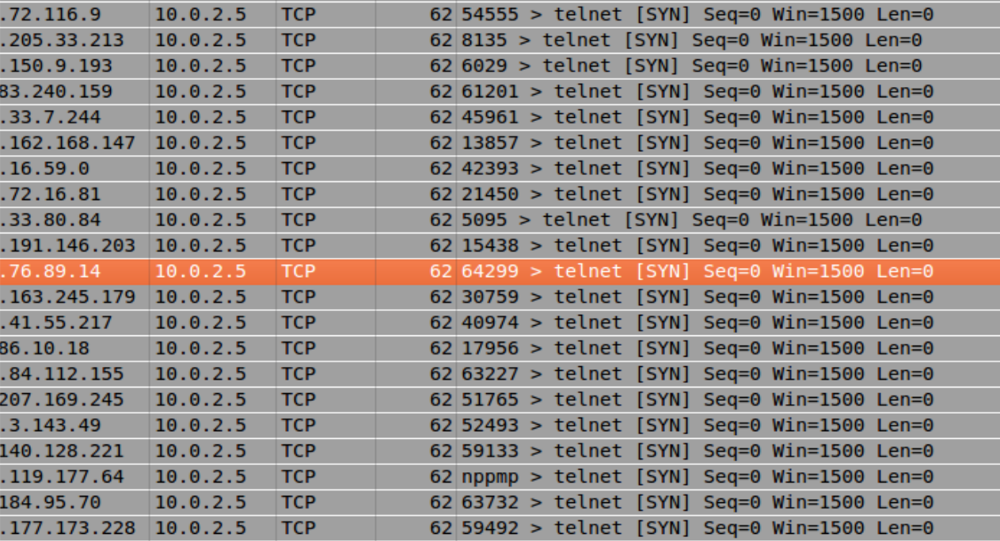 .72.116.9 10.0.2.5 TCP 62 54555 > telnet [SYN] Seq=0 Win=1500 Len=0
.205.33.213 10.0.2.5 TCP 62 8135 > telnet [SYN] Seq=0 Win=1500 Len=0
.150.9.193 10.0.2.5 TCP 62 6029 > telnet [SYN] Seq=0 Win=1500 Len=0
83.240.159 10.0.2.5 TCP 62 61201 > telnet [SYN] Seq=0 Win=1500 Len=0
.33.7.244 10.0.2.5 TCP 62 45961 > telnet [SYN] Seq=0 Win=1500 Len=0
.162.168.147 10.0.2.5 TCP 62 13857 > telnet [SYN] Seq=0 Win=1500 Len=0
.16.59.0 10.0.2.5 TCP 62 42393 > telnet [SYN] Seq=0 Win=1500 Len=0
.72.16.81 10.0.2.5 TCP 62 21450 > telnet [SYN] Seq=0 Win=1500 Len=0
.33.80.84 10.0.2.5 TCP 62 5095 > telnet [SYN] Seq=0 Win=1500 Len=0
.191.146.203 10.0.2.5 TCP 62 15438 > telnet [SYN] Seq=0 Win=1500 Len=0
.76.89.14 10.0.2.5 TCP 62 64299 > telnet [SYN] Seq=0 Win=1500 Len=0
.163.245.179 10.0.2.5 TCP 62 30759 > telnet [SYN] Seq=0 Win=1500 Len=0
.41.55.217 10.0.2.5 TCP 62 40974 > telnet [SYN] Seq=0 Win=1500 Len=0
86.10.18 10.0.2.5 TCP 62 17956 > telnet [SYN] Seq=0 Win=1500 Len=0
.84.112.155 10.0.2.5 TCP 62 63227 > telnet [SYN] Seq=0 Win=1500 Len=0
207.169.245 10.0.2.5 TCP 62 51765 > telnet [SYN] Seq=0 Win=1500 Len=0
.3.143.49 10.0.2.5 TCP 62 52493 > telnet [SYN] Seq=0 Win=1500 Len=0
140.128.221 10.0.2.5 TCP 62 59133 > telnet [SYN] Seq=0 Win=1500 Len=0
.119.177.64 10.0.2.5 TCP 62 nppmp > telnet [SYN] Seq=0 Win=1500 Len=0
184.95.70 10.0.2.5 TCP 62 63732 > telnet [SYN] Seq=0 Win=1500 Len=0
.177.173.228 10.0.2.5 TCP 62 59492 > telnet [SYN] Seq=0 Win=1500 Len=0